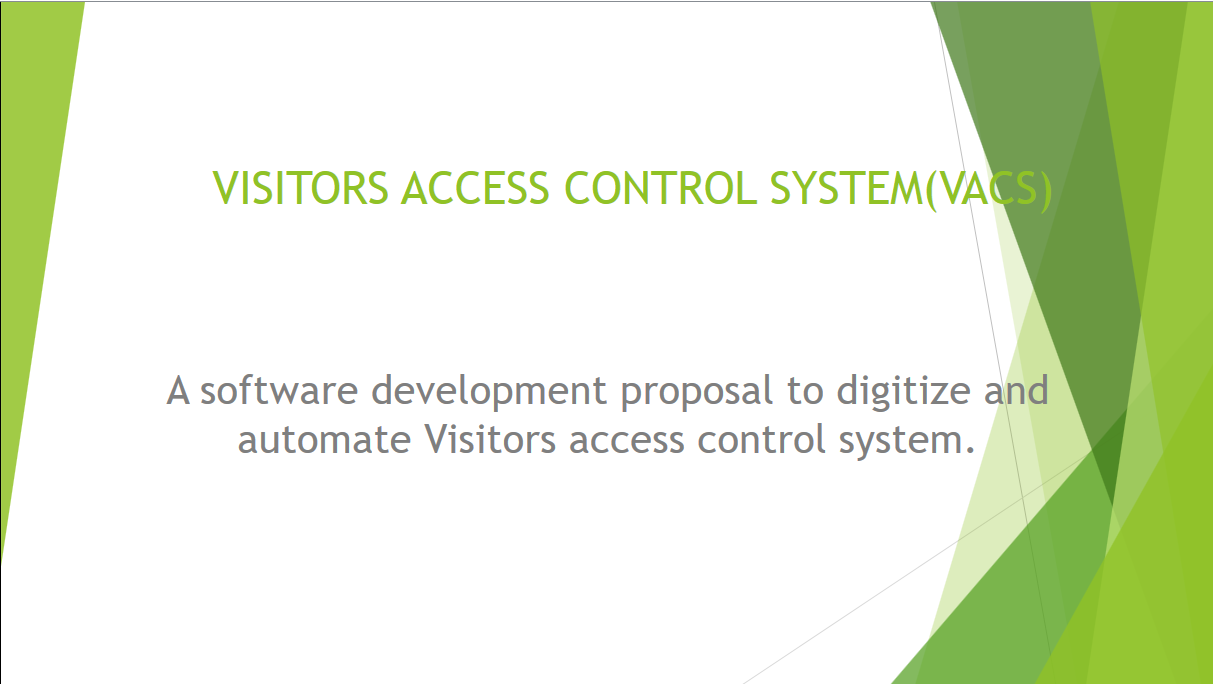 VISITORS ACCESS CONTROL SYSTEM(VACS)
A software development proposal to digitize and
automate Visitors access control system.